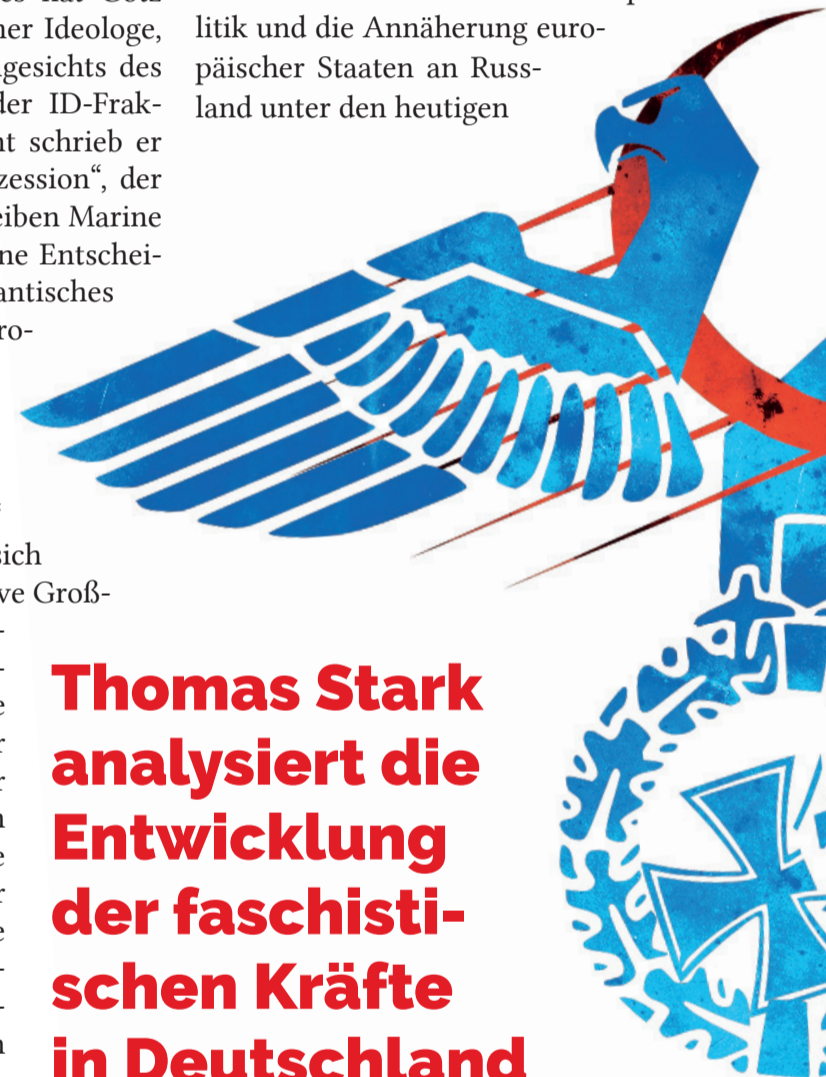 her Ideologe,
gesichts des
der ID-Frak-
nt schrieb er
zession“, der
eiben Marine
ne Entschei-
antisches
ro-
sich
ve Groß-
litik und die Annäherung euro-
päischer Staaten an Russ-
land unter den heutigen
Thomas Stark
analysiert die
Entwicklung
der faschisti-
schen Kräfte
in Deutschland